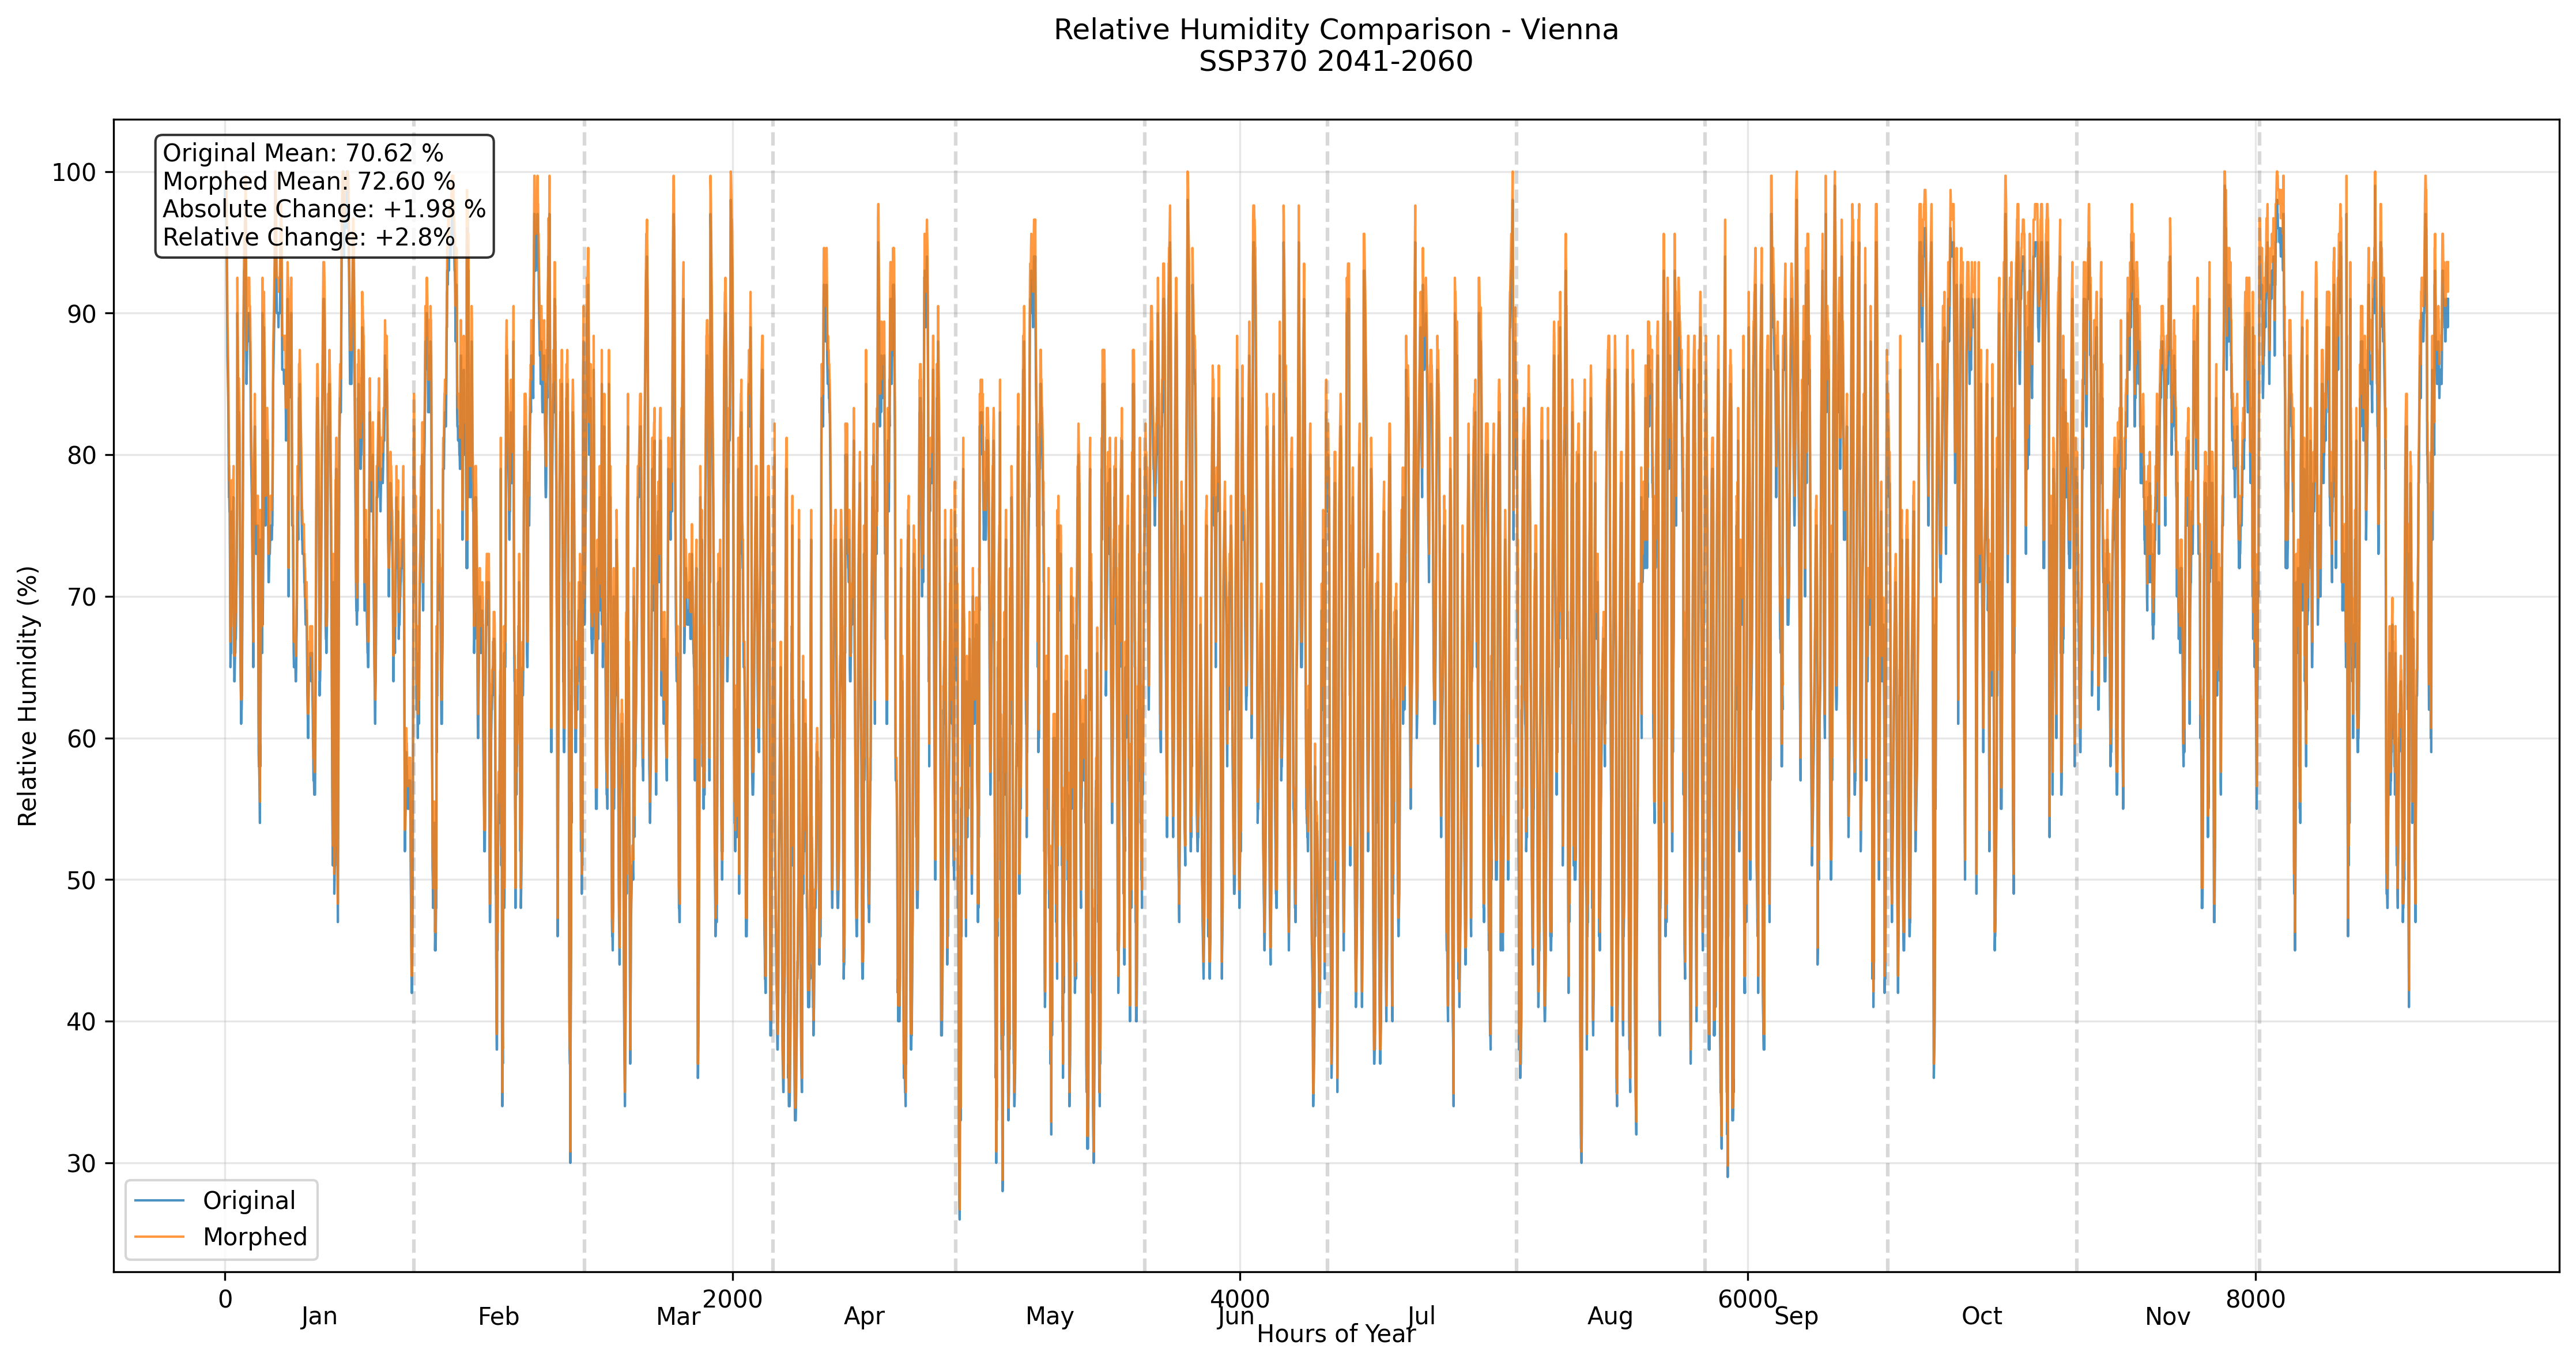 Relative Humidity Comparison - Vienna
SSP370 2041-2060
Original Mean: 70.62 %
Morphed Mean: 72.60 %
Absolute Change: +1.98 %
Relative Change: +2.8%
100
90
80
70
60
50
40
30
Relative Humidity (%)
Original
Morphed
0 2000 4000 6000 8000
Jan Feb Mar Apr May Jun Jul Aug Sep Oct Nov
Hours of Year